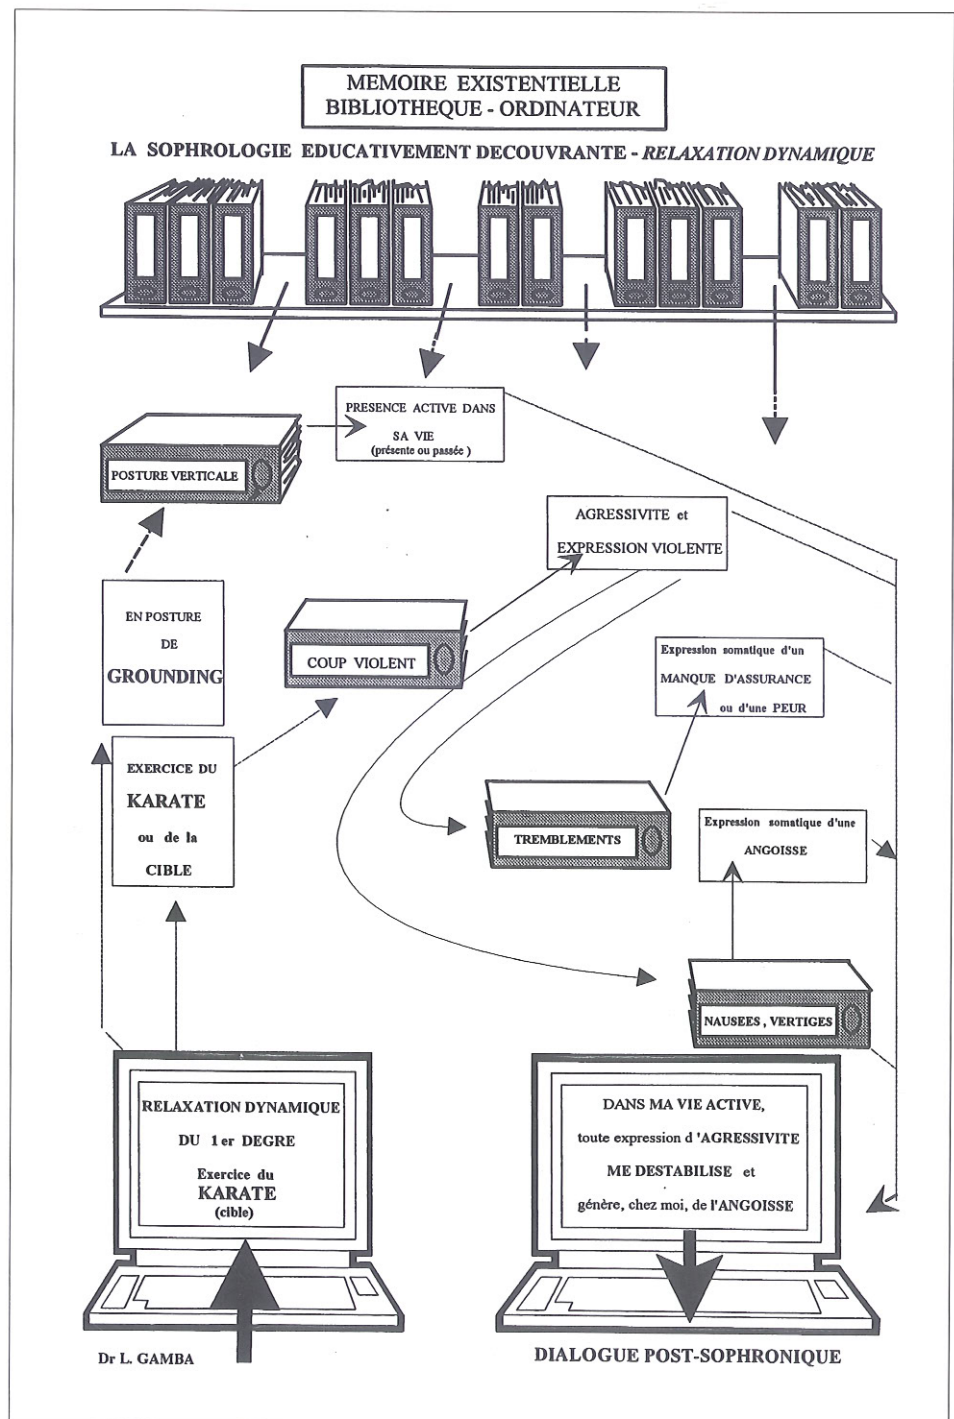 MEMOIRE EXISTENTIELLE
BIBLIOTHEQUE - ORDINATEUR
LA SOPHROLOGIE EDUCATIVEMENT DECOUVRANTE - RELAXATION DYNAMIQUE
PRESENCE ACTIVE DANS
SA VIE
(présente ou passée )
POSTURE VERTICALE
AGRESSIVITE et
EXPRESSION VIOLENTE
EN POSTURE
DE
GROUNDING
COUP VIOLENT
Expression somatique d'un
MANQUE D'ASSURANCE
ou d'une PEUR
EXERCICE DU
KARATE
ou de la
CIBLE
TREMBLEMENTS
Expression somatique d'une
ANGOISSE
NAUSEES , VERTIGES
RELAXATION DYNAMIQUE
DU 1 er DEGRE
Exercice du
KARATE
(cible)
DANS MA VIE ACTIVE,
toute expression d 'AGRESSIVITE
ME DESTABILISE et
génère, chez moi, de l'ANGOISSE
Dr L. GAMBA
DIALOGUE POST-SOPHRONIQUE